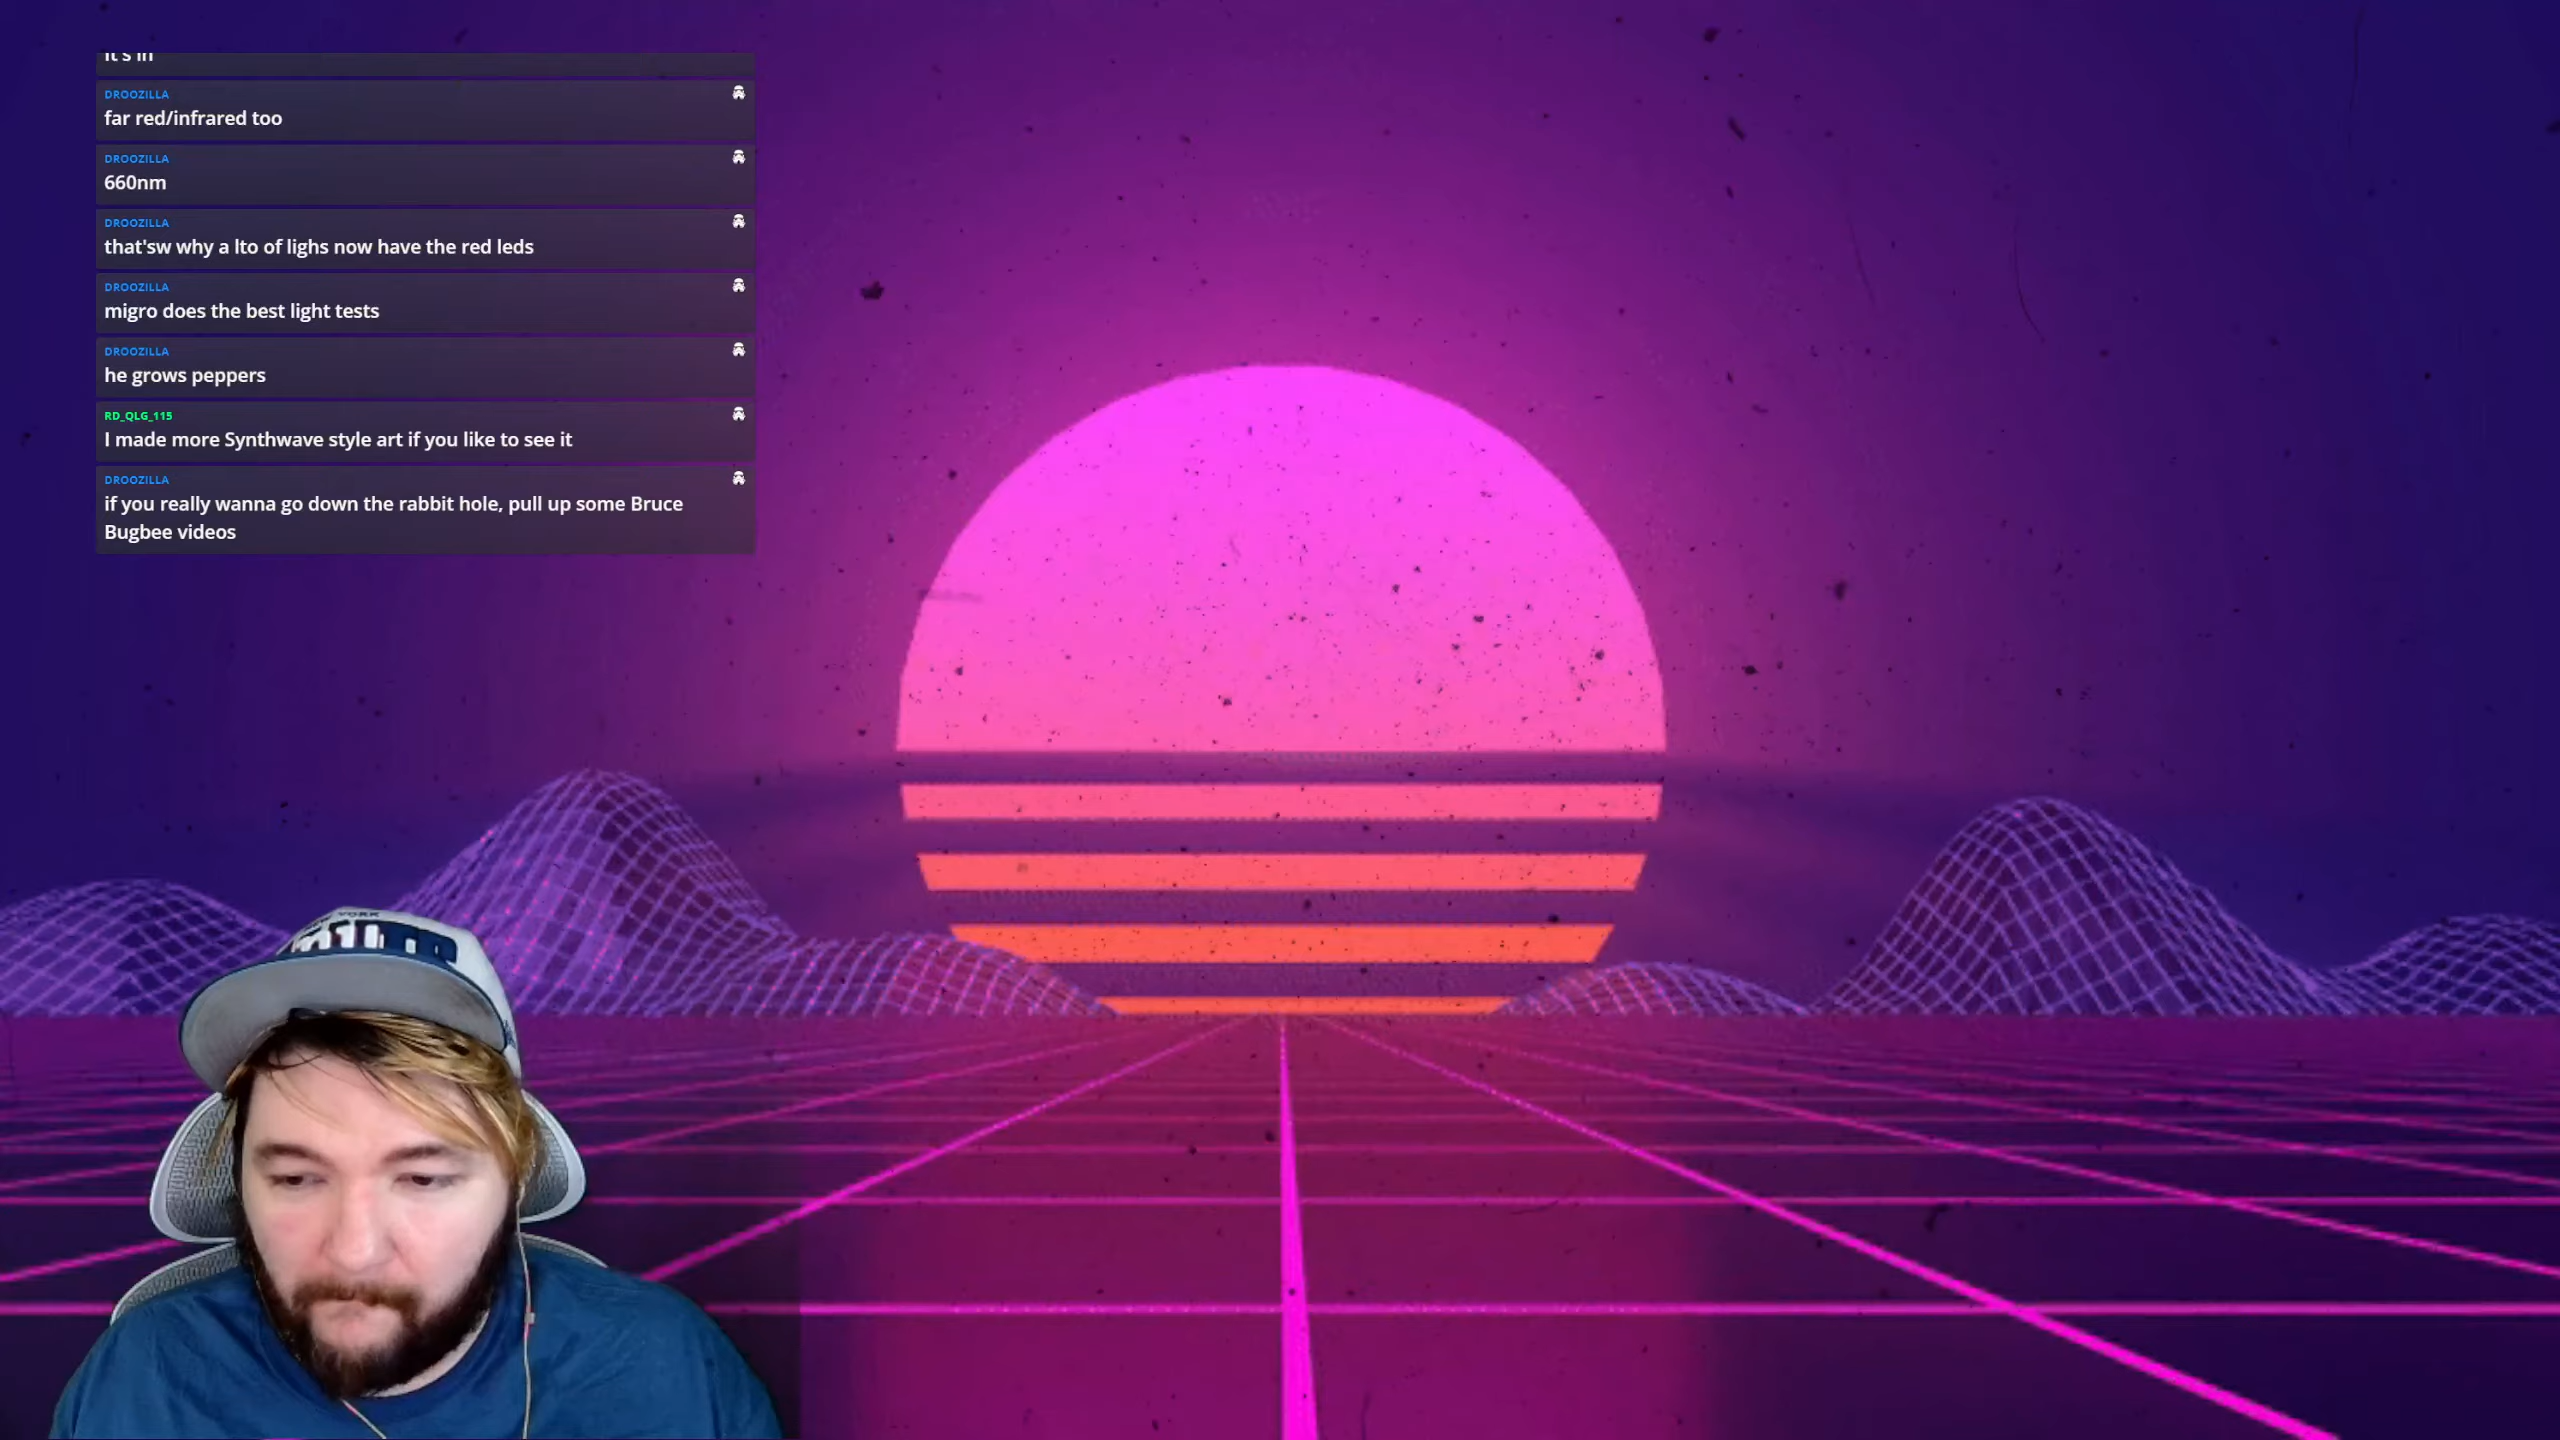 it's in
DROOZILLA
far red/infrared too
DROOZILLA
660nm
DROOZILLA
that'sw why a lto of lighs now have the red leds
DROOZILLA
migro does the best light tests
DROOZILLA
he grows peppers
RD_QLG_115
I made more Synthwave style art if you like to see it
DROOZILLA
if you really wanna go down the rabbit hole, pull up some Bruce
Bugbee videos